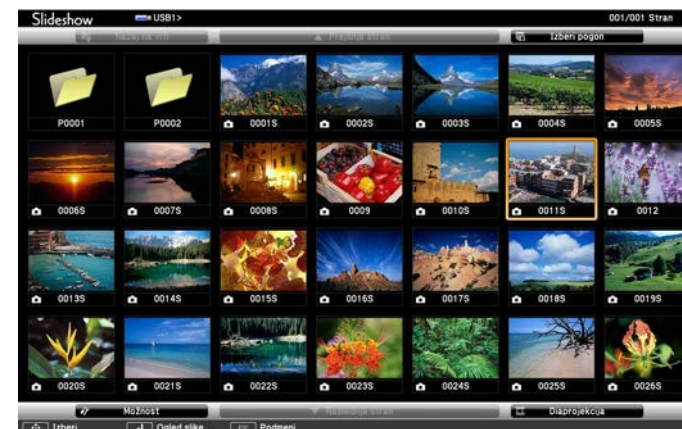 Slideshow USB1> 001/001 Stran
Nazaj na vrh Prejšnja stran Izberi pogon
P0001 P0002 0001S 0002S 0003S 0004S 0005S
0006S 0007S 0008S 0009 0010S 0011S 0012
0013S 0014S 0015S 0016S 0017S 0018S 0019S
0020S 0021S 0022S 0023S 0024S 0025S 0026S
Možnost Naslednja stran Diaprojekcija
Izberi Ogled slike Podmeni